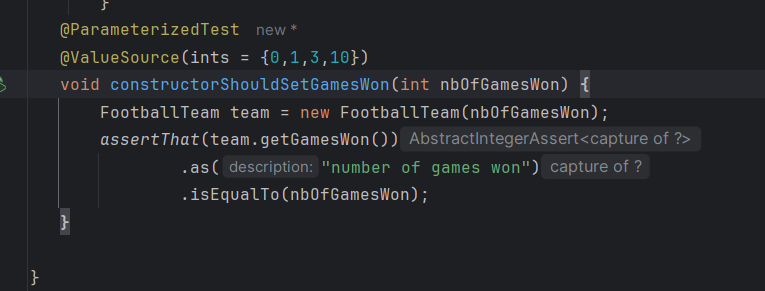 }
@ParameterizedTest new *
@ValueSource(ints = {0,1,3,10})
void constructorShouldSetGamesWon(int nbOfGamesWon) {
FootballTeam team = new FootballTeam(nbOfGamesWon);
assertThat(team.getGamesWon()) AbstractIntegerAssert<capture of ?>
.as( description: "number of games won") capture of ?
.isEqualTo(nbOfGamesWon);
}
}